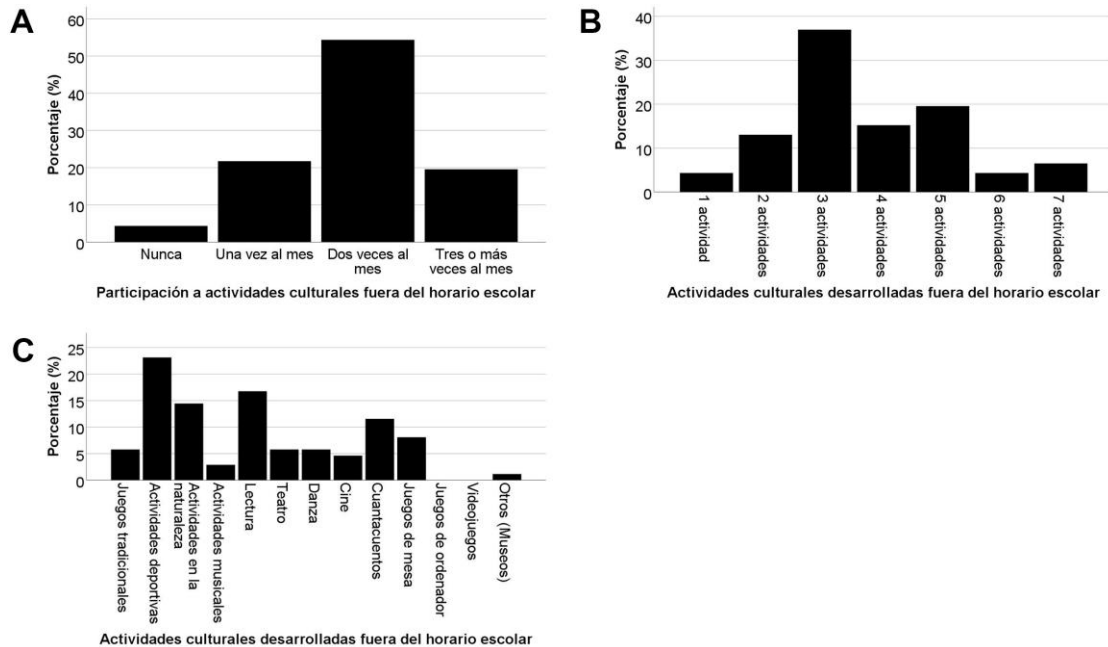 A
Porcentaje (%)
60
50
40
30
20
10
0
Nunca
Una vez al mes
Dos veces al
mes
Tres o más
veces al mes
Participación a actividades culturales fuera del horario escolar
B
Porcentaje (%)
40
30
20
10
0
1 actividad
2 actividades
3 actividades
4 actividades
5 actividades
6 actividades
7 actividades
Actividades culturales desarrolladas fuera del horario escolar
C
Porcentaje (%)
25
20
15
10
5
0
Juegos tradicionales
Actividades deportivas
Actividades en la
naturaleza
Actividades musicales
Lectura
Teatro
Danza
Cine
Cuantacuentos
Juegos de mesa
Juegos de ordenador
Vídeojuegos
Otros (Museos)
Actividades culturales desarrolladas fuera del horario escolar